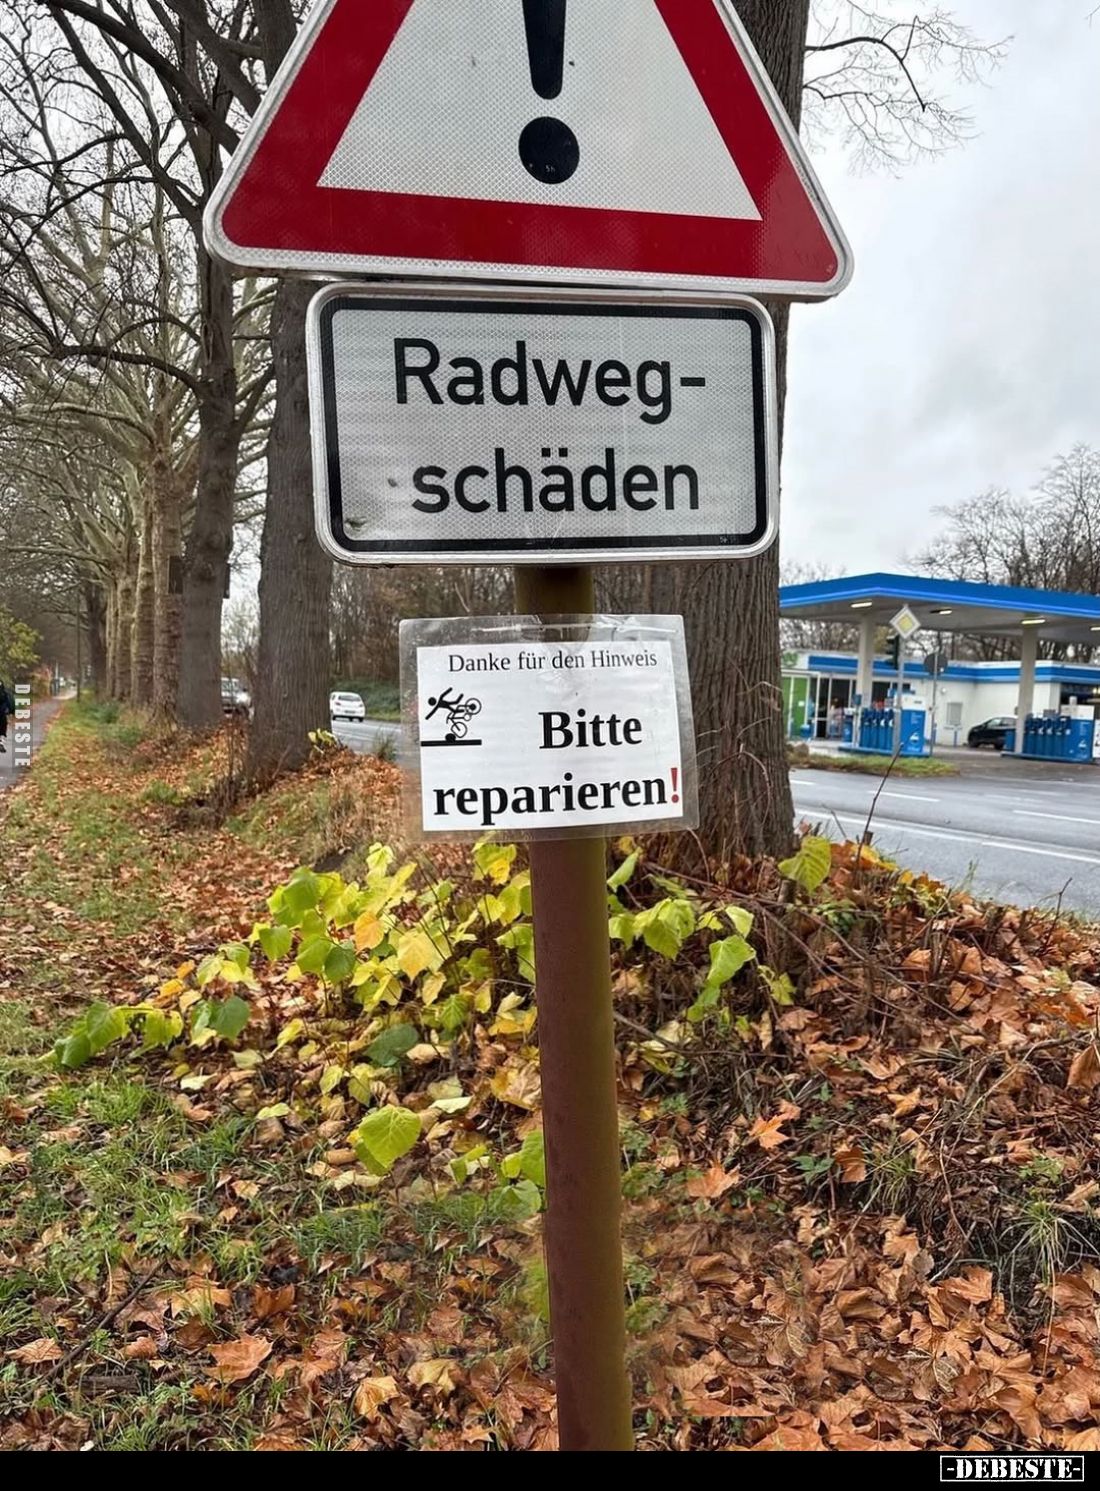 Radweg-
schäden
Danke für den Hinweis
Bitte
reparieren!
DEBESTE
-DEBESTE-